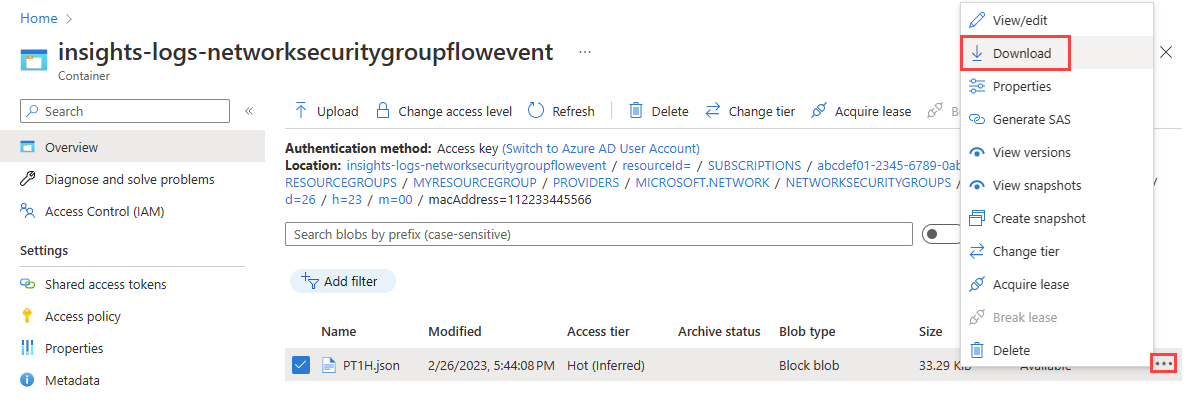 Home
insights-logs-networksecuritygroupflowevent
Container
Search
Overview
Diagnose and solve problems
Access Control (IAM)
Settings
Shared access tokens
Access policy
Properties
Metadata
Upload Change access level Refresh Delete Change tier Acquire lease
Authentication method: Access key (Switch to Azure AD User Account)
Location: insights-logs-networksecuritygroupflowevent / resourceId= / SUBSCRIPTIONS / abcdef01-2345-6789-0ab
RESOURCEGROUPS / MYRESOURCEGROUP / PROVIDERS / MICROSOFT.NETWORK / NETWORKSECURITYGROUPS /
d=26 / h=23 / m=00 / macAddress=112233445566
Search blobs by prefix (case-sensitive)
Add filter
Name Modified Access tier Archive status Blob type Size
PT1H.json 2/26/2023, 5:44:08 PM Hot (Inferred) Block blob 33.29 KiB Available
View/edit
Download
Properties
Generate SAS
View versions
View snapshots
Create snapshot
Change tier
Acquire lease
Break lease
Delete